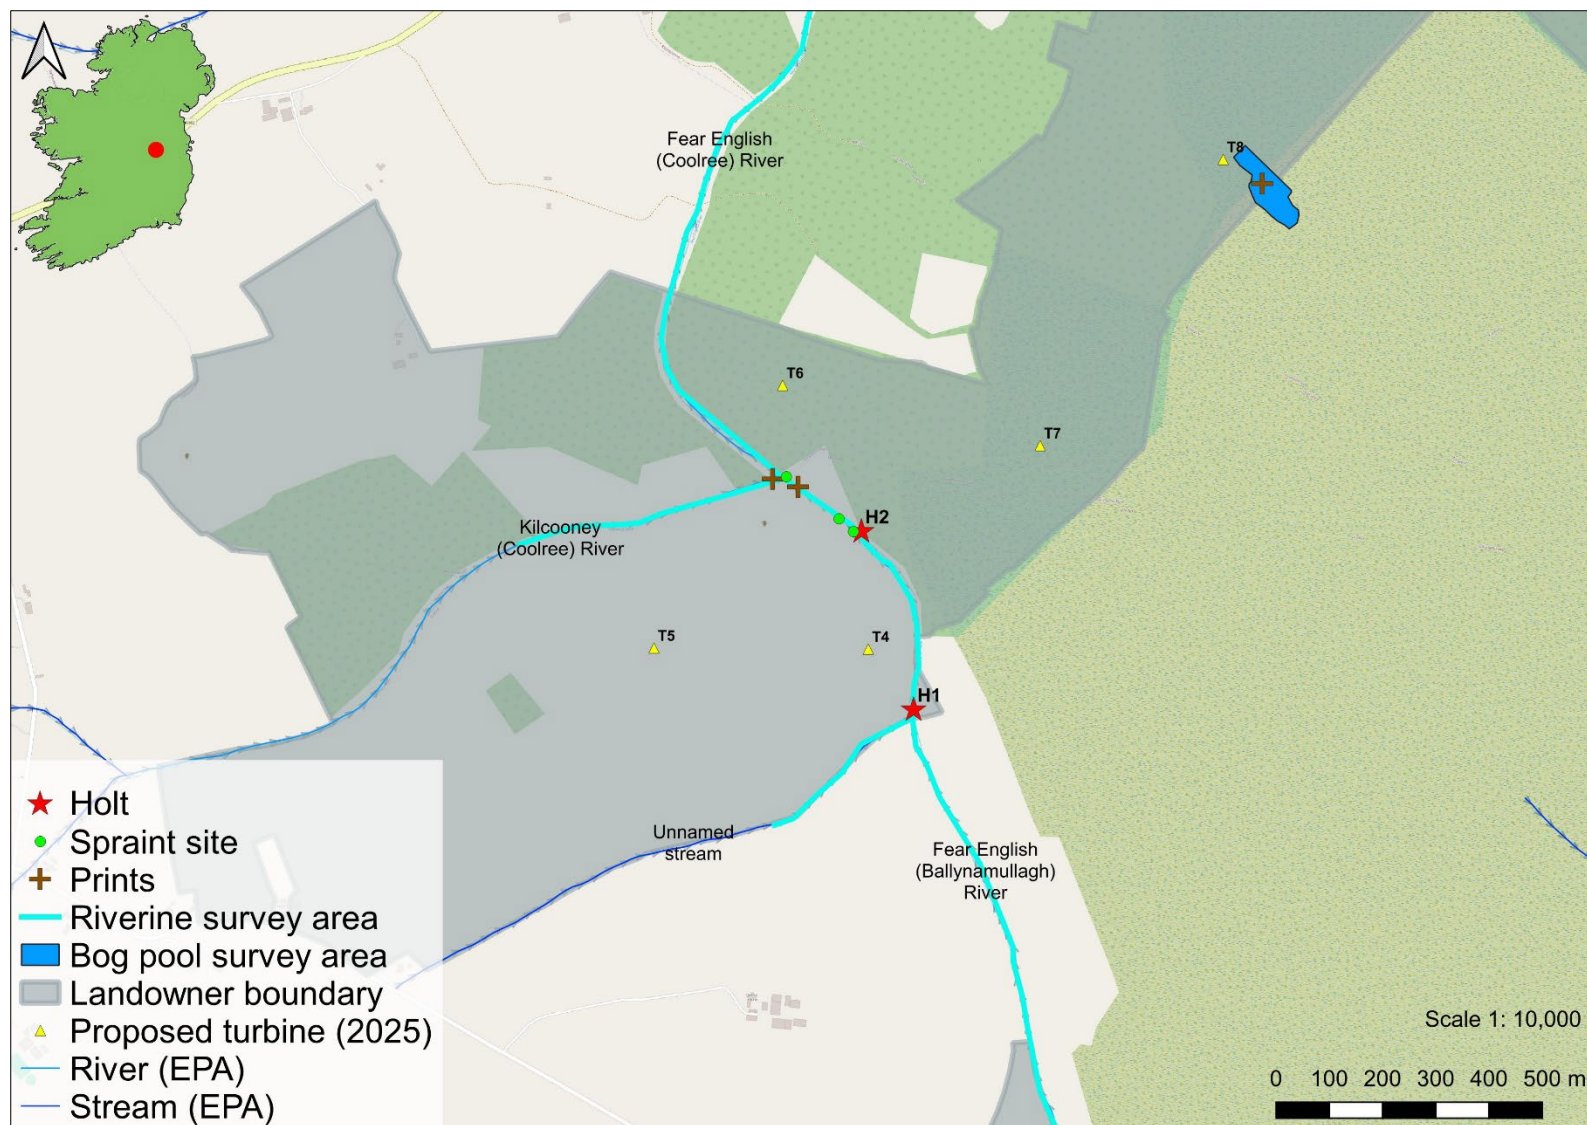 Fear English
(Coolree) River
T8
T6
T7
H2
Kilcooney
(Coolree) River
T5
T4
H1
Unnamed
stream
Fear English
(Ballynamullagh)
River
Holt
Spraint site
Prints
Riverine survey area
Bog pool survey area
Landowner boundary
Proposed turbine (2025)
River (EPA)
Stream (EPA)
Scale 1: 10,000
0 100 200 300 400 500 m